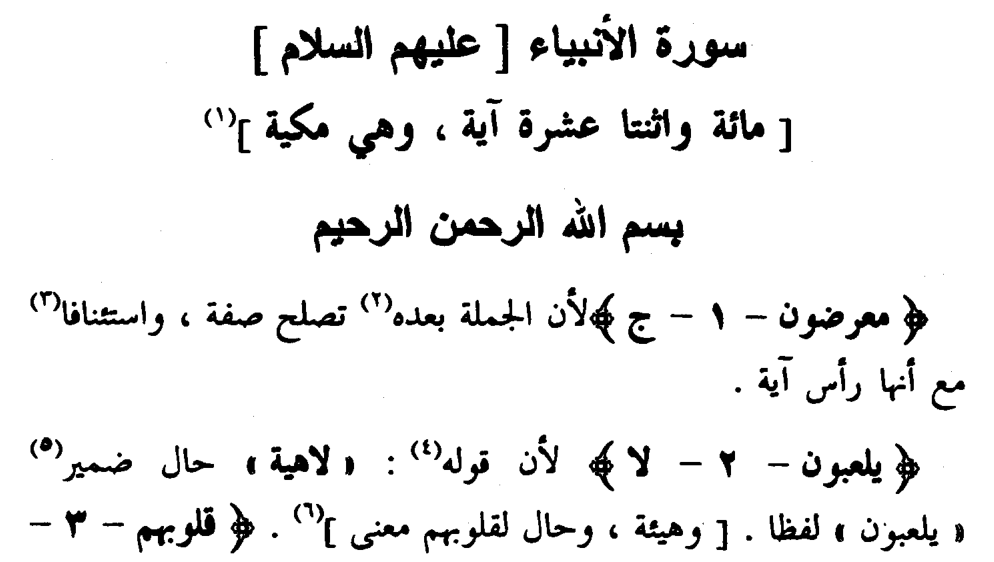 سورة الأنبياء [ عليهم السلام ]
[ مائة واثنتا عشرة آية ، وهي مكية ](١)
بسم الله الرحمن الرحيم
﴿ معرضون – ١ – ج ﴾ لأن الجملة بعده(٢) تصلح صفة ، واستئنافا(٣)
مع أنها رأس آية .
﴿ يلعبون – ٢ – لا ﴾ لأن قوله(٤) : « لاهية » حال ضمير(٥)
« يلعبون » لفظا . [ وهيئة ، وحال لقلوبهم معنى ](٦) . ﴿ قلوبهم – ٣ –